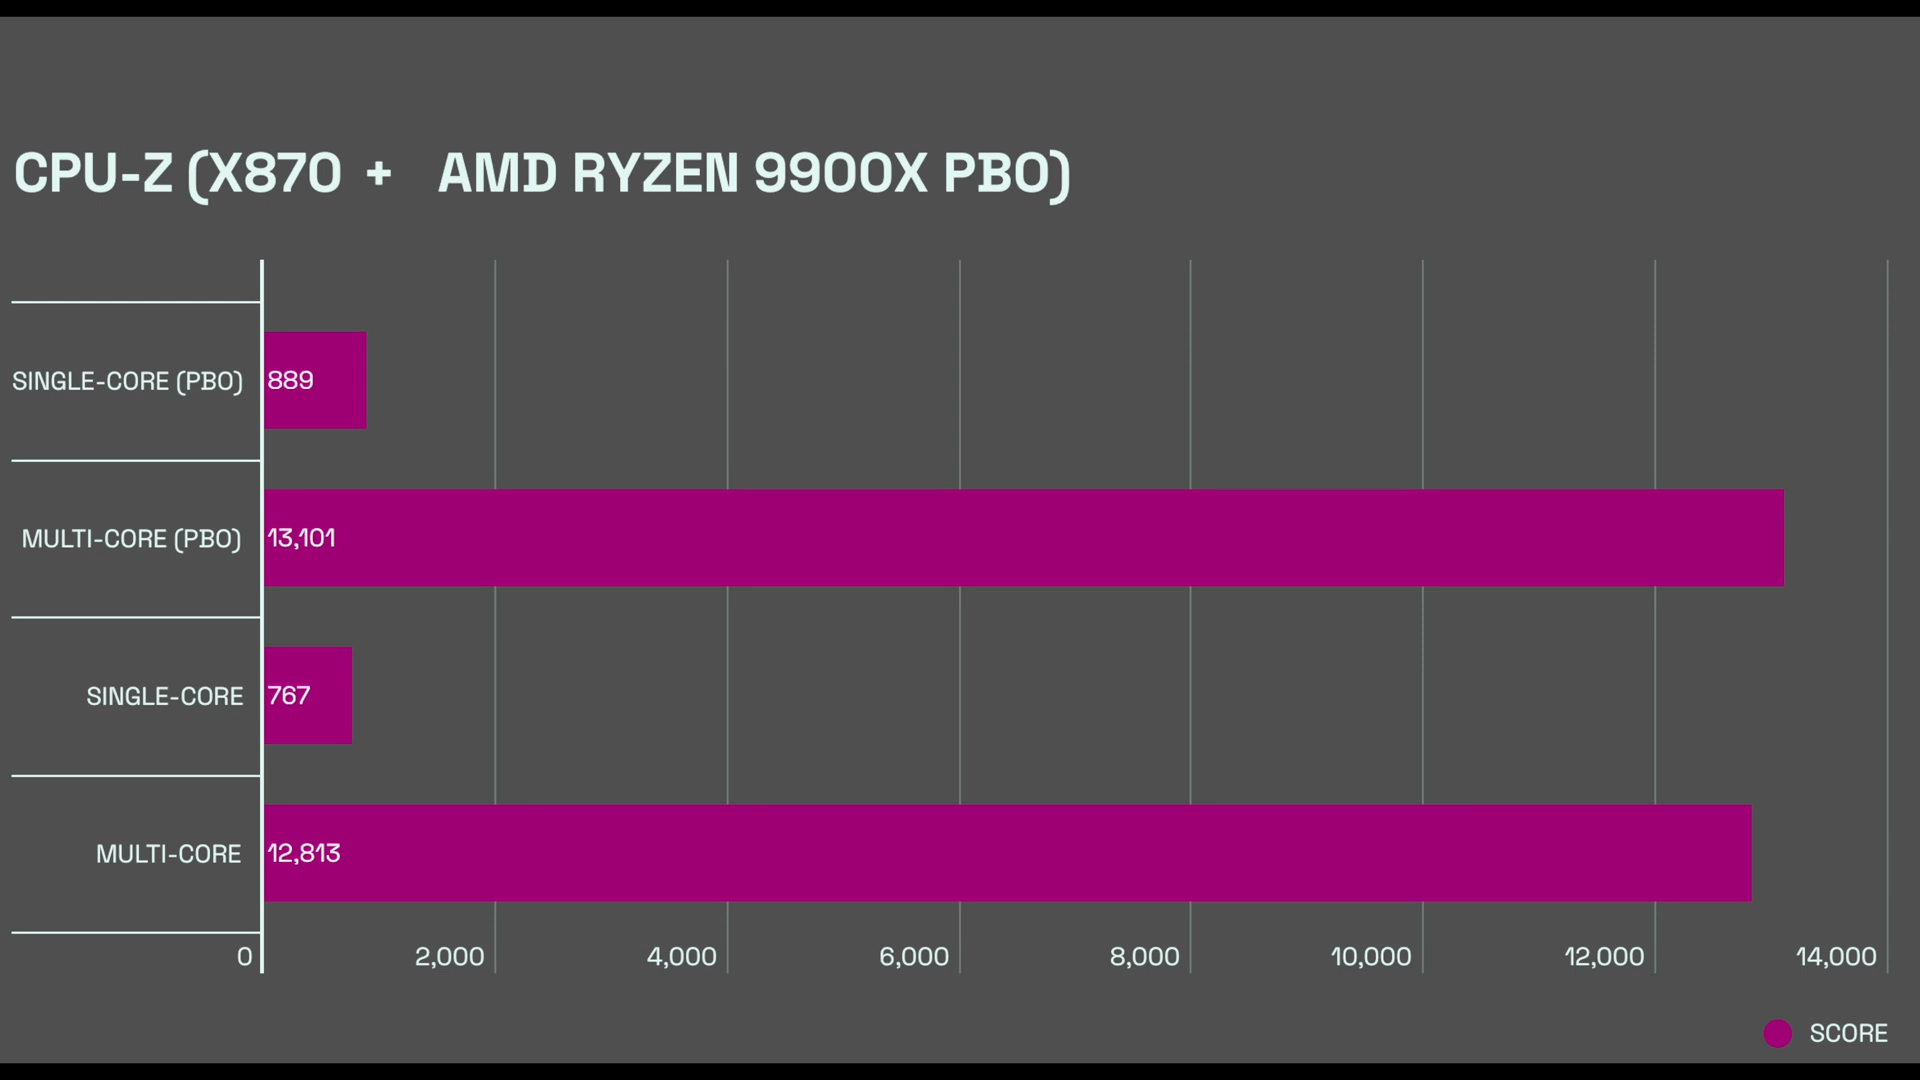 CPU-Z (X870 + AMD RYZEN 9900X PBO)
SINGLE-CORE (PBO) 889
MULTI-CORE (PBO) 13,101
SINGLE-CORE 767
MULTI-CORE 12,813
0 2,000 4,000 6,000 8,000 10,000 12,000 14,000
SCORE